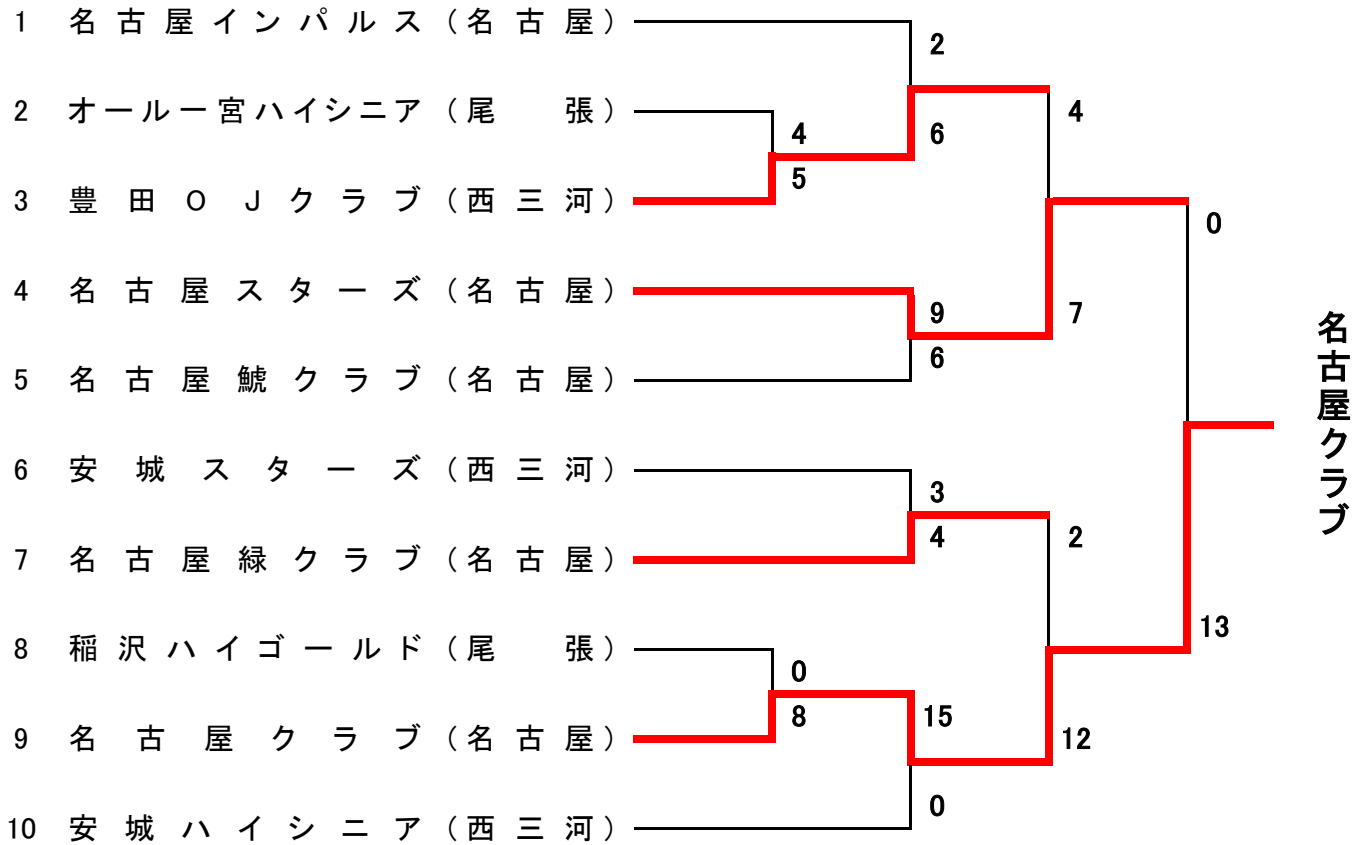 1 名古屋インパルス(名古屋)
2
2 オール一宮ハイシニア(尾 張)
4
4
6
3 豊田OJクラブ(西三河)
5
0
4 名古屋スターズ(名古屋)
9
7
6
5 名古屋鯱クラブ(名古屋)
名古屋クラブ
6 安城スターズ(西三河)
3
4
2
7 名古屋緑クラブ(名古屋)
13
8 稲沢ハイゴールド(尾 張)
0
8
15
12
9 名古屋クラブ(名古屋)
0
10 安城ハイシニア(西三河)